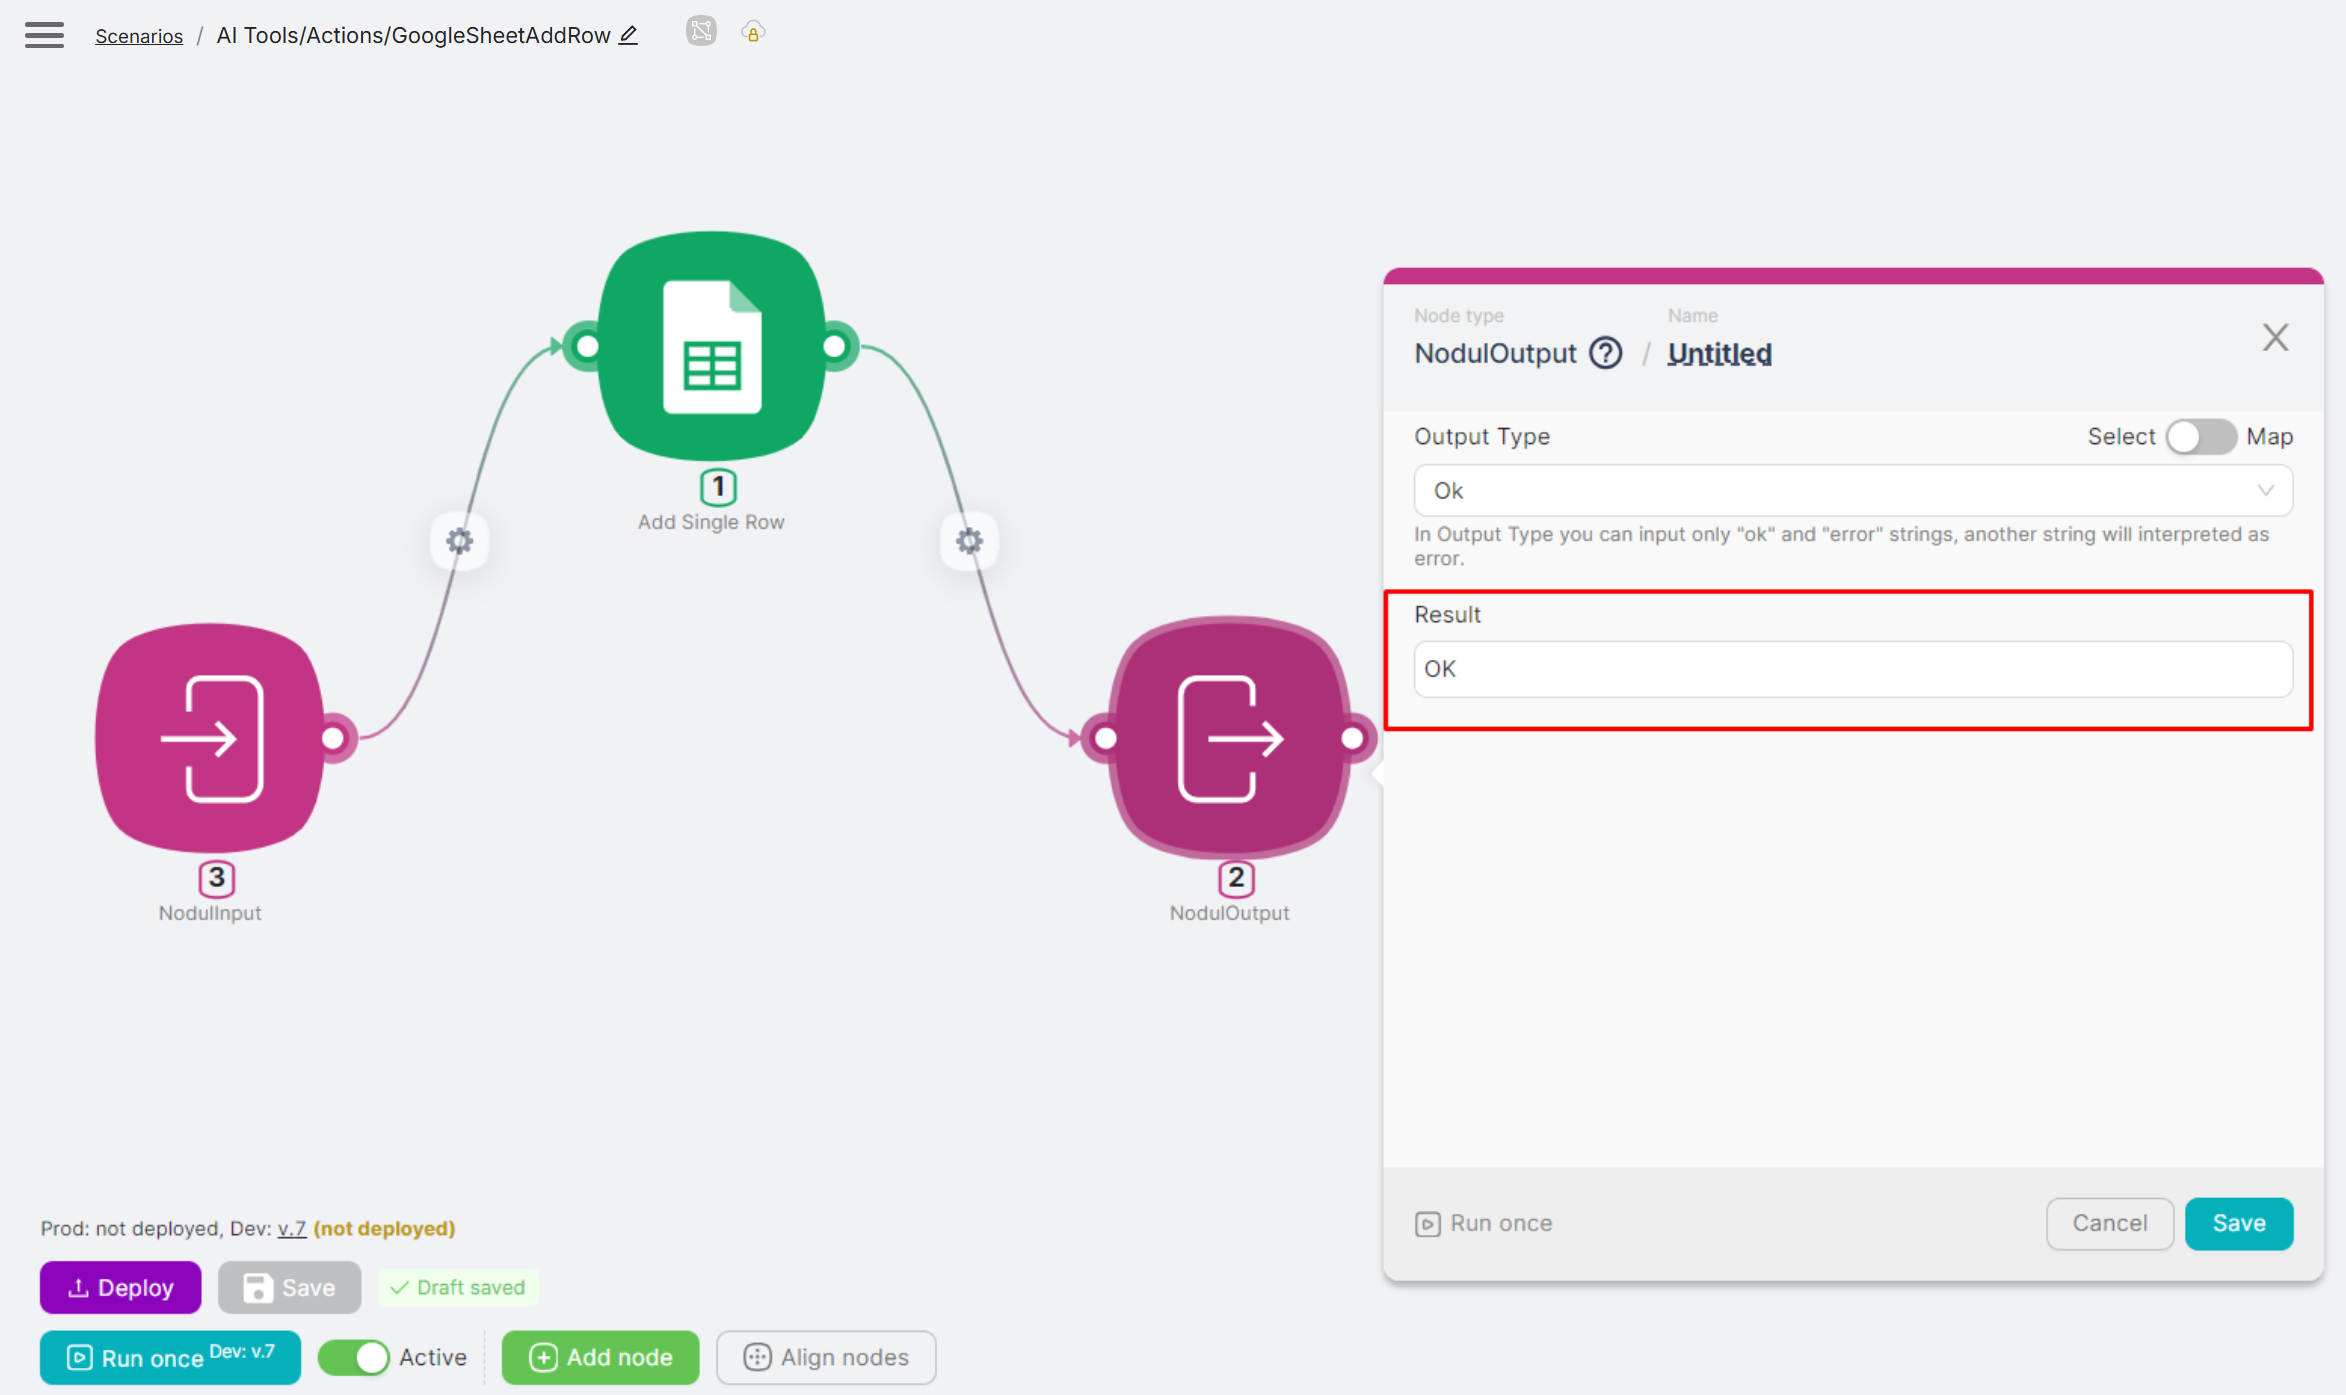 Scenarios / AI Tools/Actions/GoogleSheetAddRow
1
Add Single Row
3
NodulInput
2
NodulOutput
Node type
Name
NodulOutput / Untitled
Output Type
Select
Map
Ok
In Output Type you can input only "ok" and "error" strings, another string will interpreted as
error.
Result
OK
Run once
Cancel
Save
Prod: not deployed, Dev: v.7 (not deployed)
Deploy
Save
Draft saved
Run once Dev: v.7
Active
Add node
Align nodes